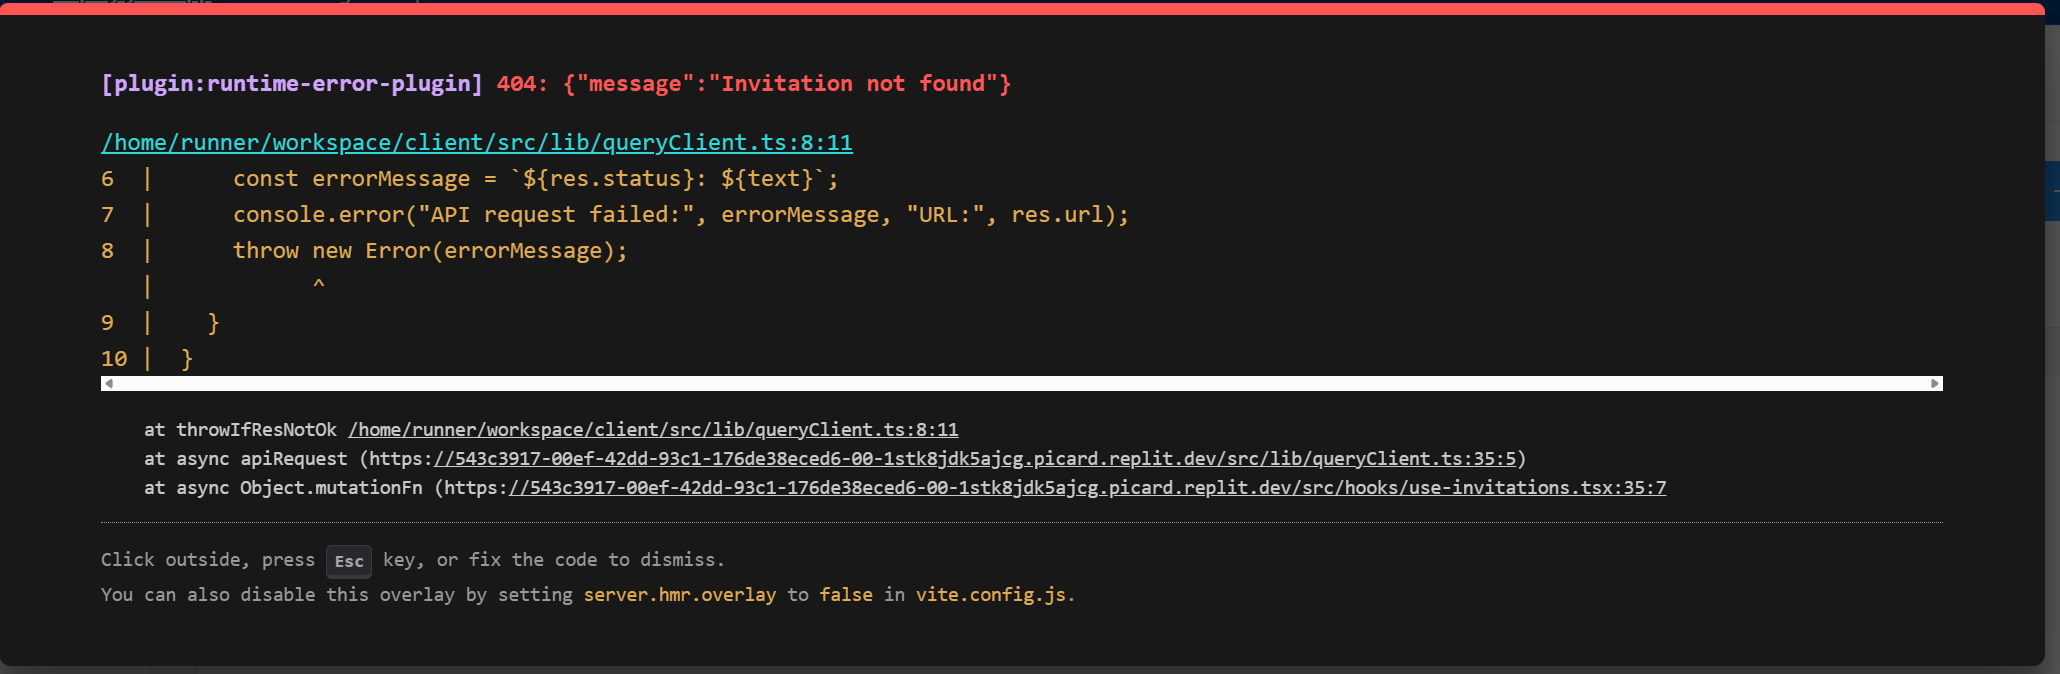 [plugin:runtime-error-plugin] 404: {"message":"Invitation not found"}
/home/runner/workspace/client/src/lib/queryClient.ts:8:11
6  |      const errorMessage = `${res.status}: ${text}`;
7  |      console.error("API request failed:", errorMessage, "URL:", res.url);
8  |      throw new Error(errorMessage);
   |            ^
9  |    }
10 |  }
at throwIfResNotOk /home/runner/workspace/client/src/lib/queryClient.ts:8:11
at async apiRequest (https://543c3917-00ef-42dd-93c1-176de38eced6-00-1stk8jdk5ajcg.picard.replit.dev/src/lib/queryClient.ts:35:5)
at async Object.mutationFn (https://543c3917-00ef-42dd-93c1-176de38eced6-00-1stk8jdk5ajcg.picard.replit.dev/src/hooks/use-invitations.tsx:35:7
Click outside, press Esc key, or fix the code to dismiss.
You can also disable this overlay by setting server.hmr.overlay to false in vite.config.js.